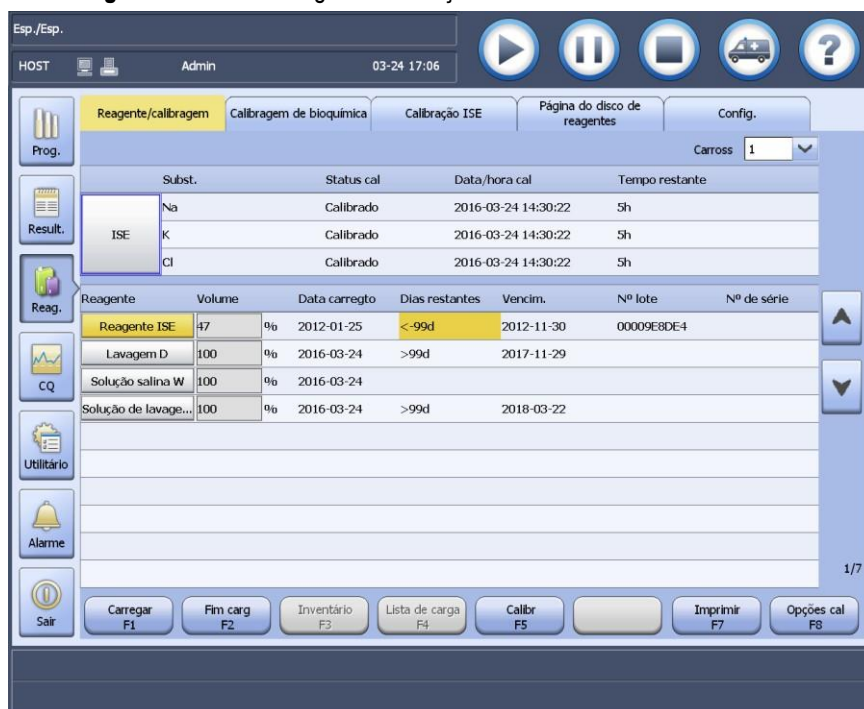 Esp./Esp.
HOST Admin 03-24 17:06
?
Reagente/calibragem Calibragem de bioquímica Calibração ISE Página do disco de reagentes Config.
Carross 1
Subst. Status cal Data/hora cal Tempo restante
ISE
Na Calibrado 2016-03-24 14:30:22 5h
K Calibrado 2016-03-24 14:30:22 5h
Cl Calibrado 2016-03-24 14:30:22 5h
Reagente Volume Data carregto Dias restantes Vencim. Nº lote Nº de série
Reagente ISE 47 % 2012-01-25 <-99d 2012-11-30 00009E8DE4
Lavagem D 100 % 2016-03-24 >99d 2017-11-29
Solução salina W 100 % 2016-03-24
Solução de lavage... 100 % 2016-03-24 >99d 2018-03-22
1/7
Prog.
Result.
Reag.
CQ
Utilitário
Alarme
Sair
Carregar F1
Fim carg F2
Inventário F3
Lista de carga F4
Calibr F5
Imprimir F7
Opções cal F8